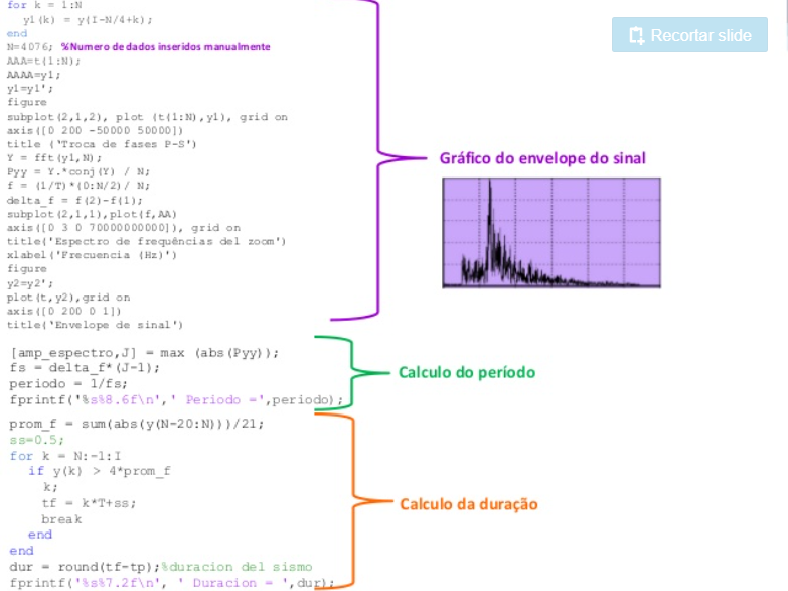 for k = 1:N
y1(k) = y(I-N/4+k);
end
N=4076; %Numero de dados inseridos manualmente
AAA=t(1:N);
AAAA=y1;
y1=y1';
figure
subplot(2,1,2), plot (t(1:N),y1), grid on
axis([0 200 -50000 50000])
title ('Troca de fases P-S')
Y = fft(y1,N);
Pyy = Y.*conj(Y) / N;
f = (1/T)*(0:N/2)/ N;
delta_f = f(2)-f(1);
subplot(2,1,1),plot(f,AA)
axis([0 3 0 70000000000]), grid on
title('Espectro de frequências del zoom')
xlabel('Frecuencia (Hz)')
figure
y2=y2';
plot(t,y2),grid on
axis([0 200 0 1])
title('Envelope de sinal')
[amp_espectro,J] = max (abs(Pyy));
fs = delta_f*(J-1);
periodo = 1/fs;
fprintf("%s%8.6f\n',' Periodo =',periodo);
prom_f = sum(abs(y(N-20:N)))/21;
ss=0.5;
for k = N:-1:I
if y(k) > 4*prom_f
k;
tf = k*T+ss;
break
end
end
dur = round(tf-tp);%duracion del sismo
fprintf("%s%7.2f\n', ' Duracion = ',dur);
Recortar slide
Gráfico do envelope do sinal
Calculo do período
Calculo da duração